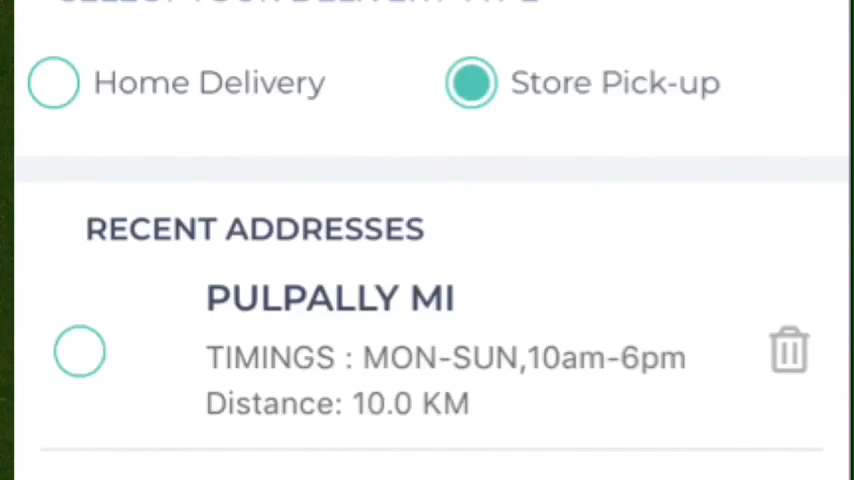 Home Delivery
Store Pick-up
RECENT ADDRESSES
PULPALLY MI
TIMINGS : MON-SUN,10am-6pm
Distance: 10.0 KM